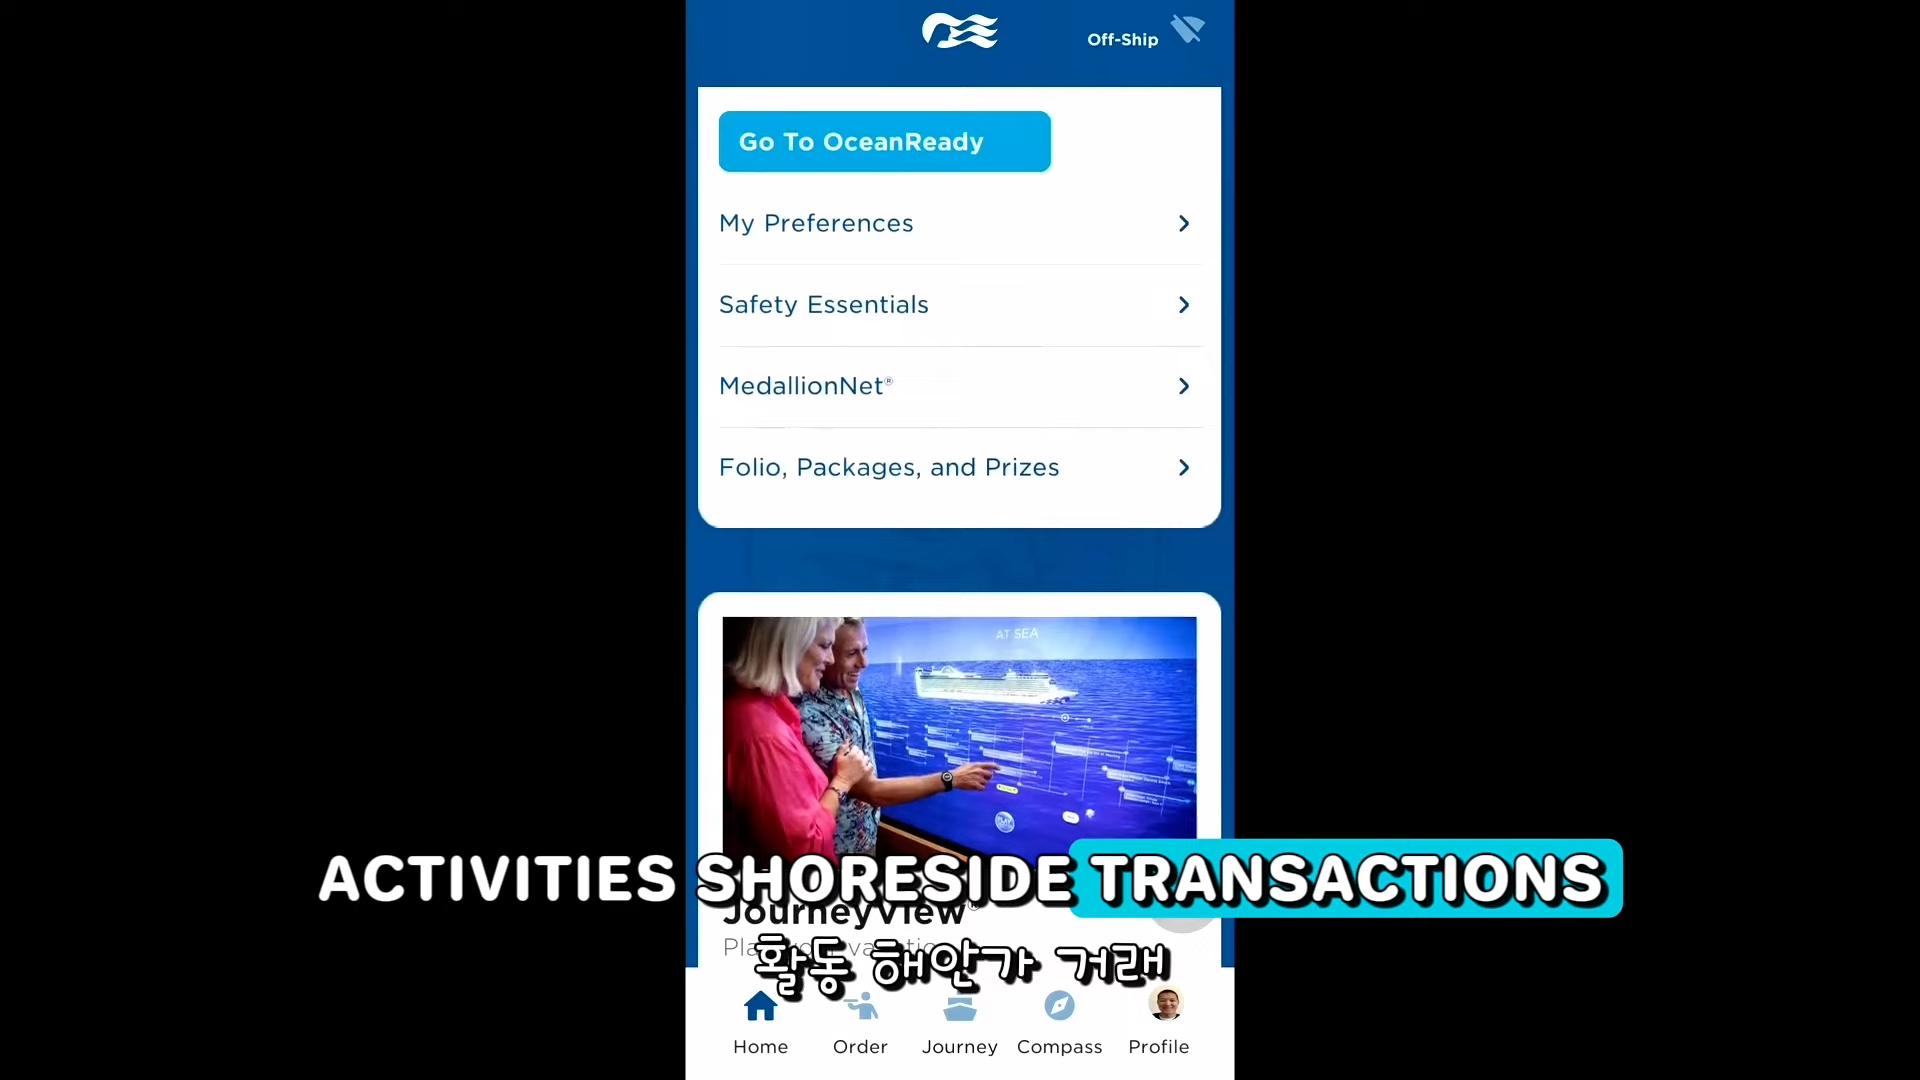 Off-Ship
Go To OceanReady
My Preferences
Safety Essentials
MedallionNet®
Folio, Packages, and Prizes
AT SEA
ACTIVITIES SHORESIDE TRANSACTIONS
JourneyView®
활동 해안가 거래
Home Order Journey Compass Profile